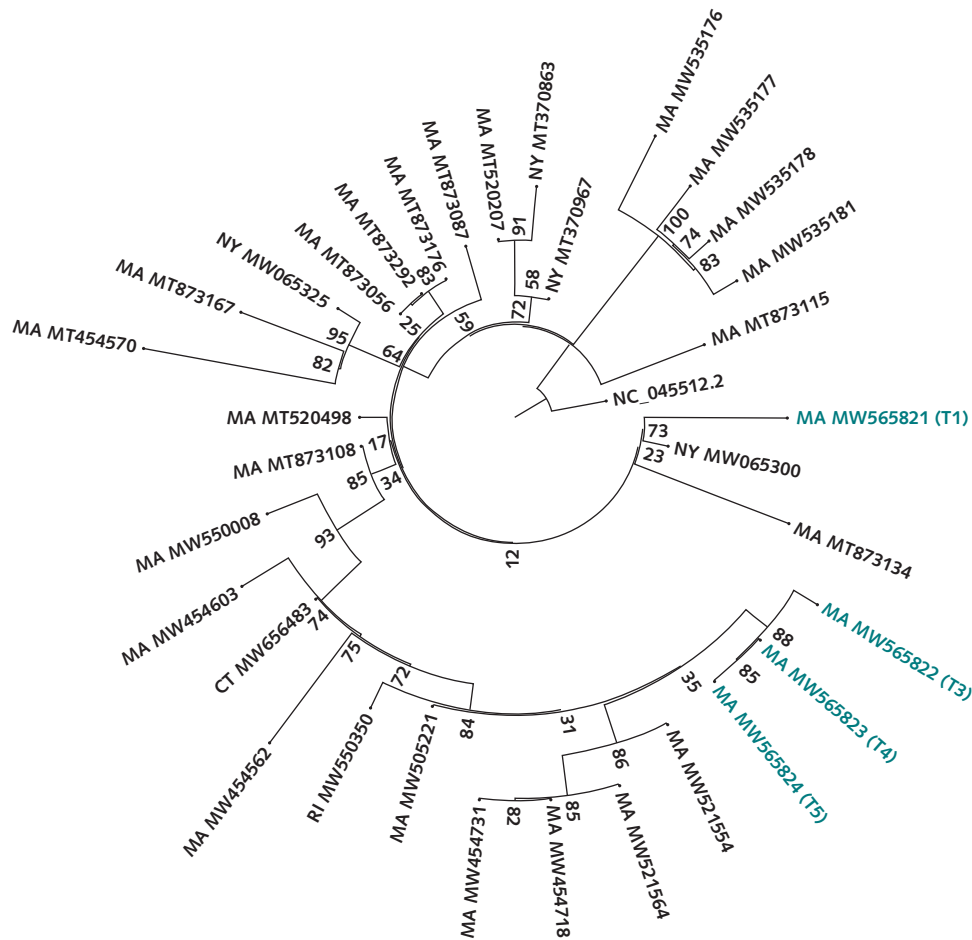 MA MW535176
MA MW535177
MA MW535178
MA MW535181
100
74
83
MA MT873115
NC_045512.2
MA MW565821 (T1)
73
NY MW065300
23
MA MT873134
12
MA MW565822 (T3)
88
MA MW565823 (T4)
85
MA MW565824 (T5)
35
MA MW521554
86
MA MW521564
85
MA MW454718
82
MA MW454731
31
84
MA MW505221
RI MW550350
72
75
MA MW454562
74
CT MW656483
MA MW454603
93
MA MW550008
85
MA MT873108
34
17
MA MT520498
MA MT454570
82
MA MT873167
95
NY MW065325
64
25
MA MT873056
MA MT873292
83
MA MT873176
59
MA MT873087
MA MT520207
91
NY MT370863
58
72
NY MT370967